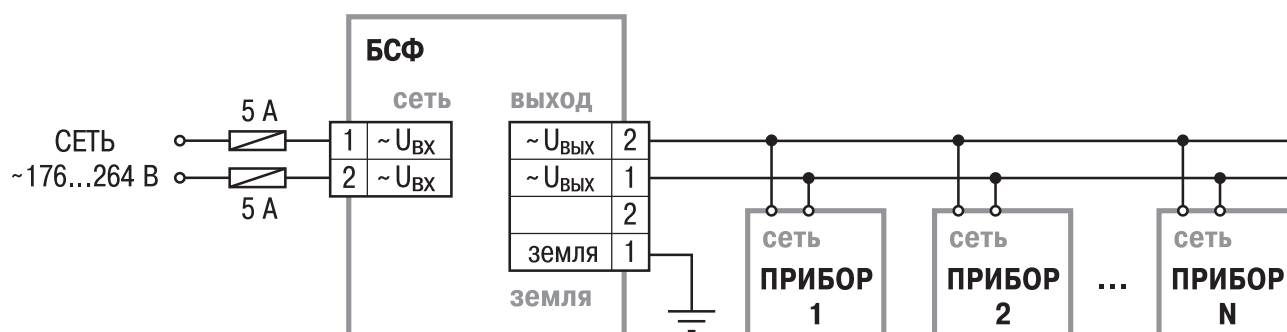 БСФ
сеть
выход
5 А
СЕТЬ
~176...264 В
5 А
1 ~ UВХ
2 ~ UВХ
~ UВЫХ 2
~ UВЫХ 1
2
земля 1
земля
сеть
ПРИБОР
1
сеть
ПРИБОР
2
...
сеть
ПРИБОР
N